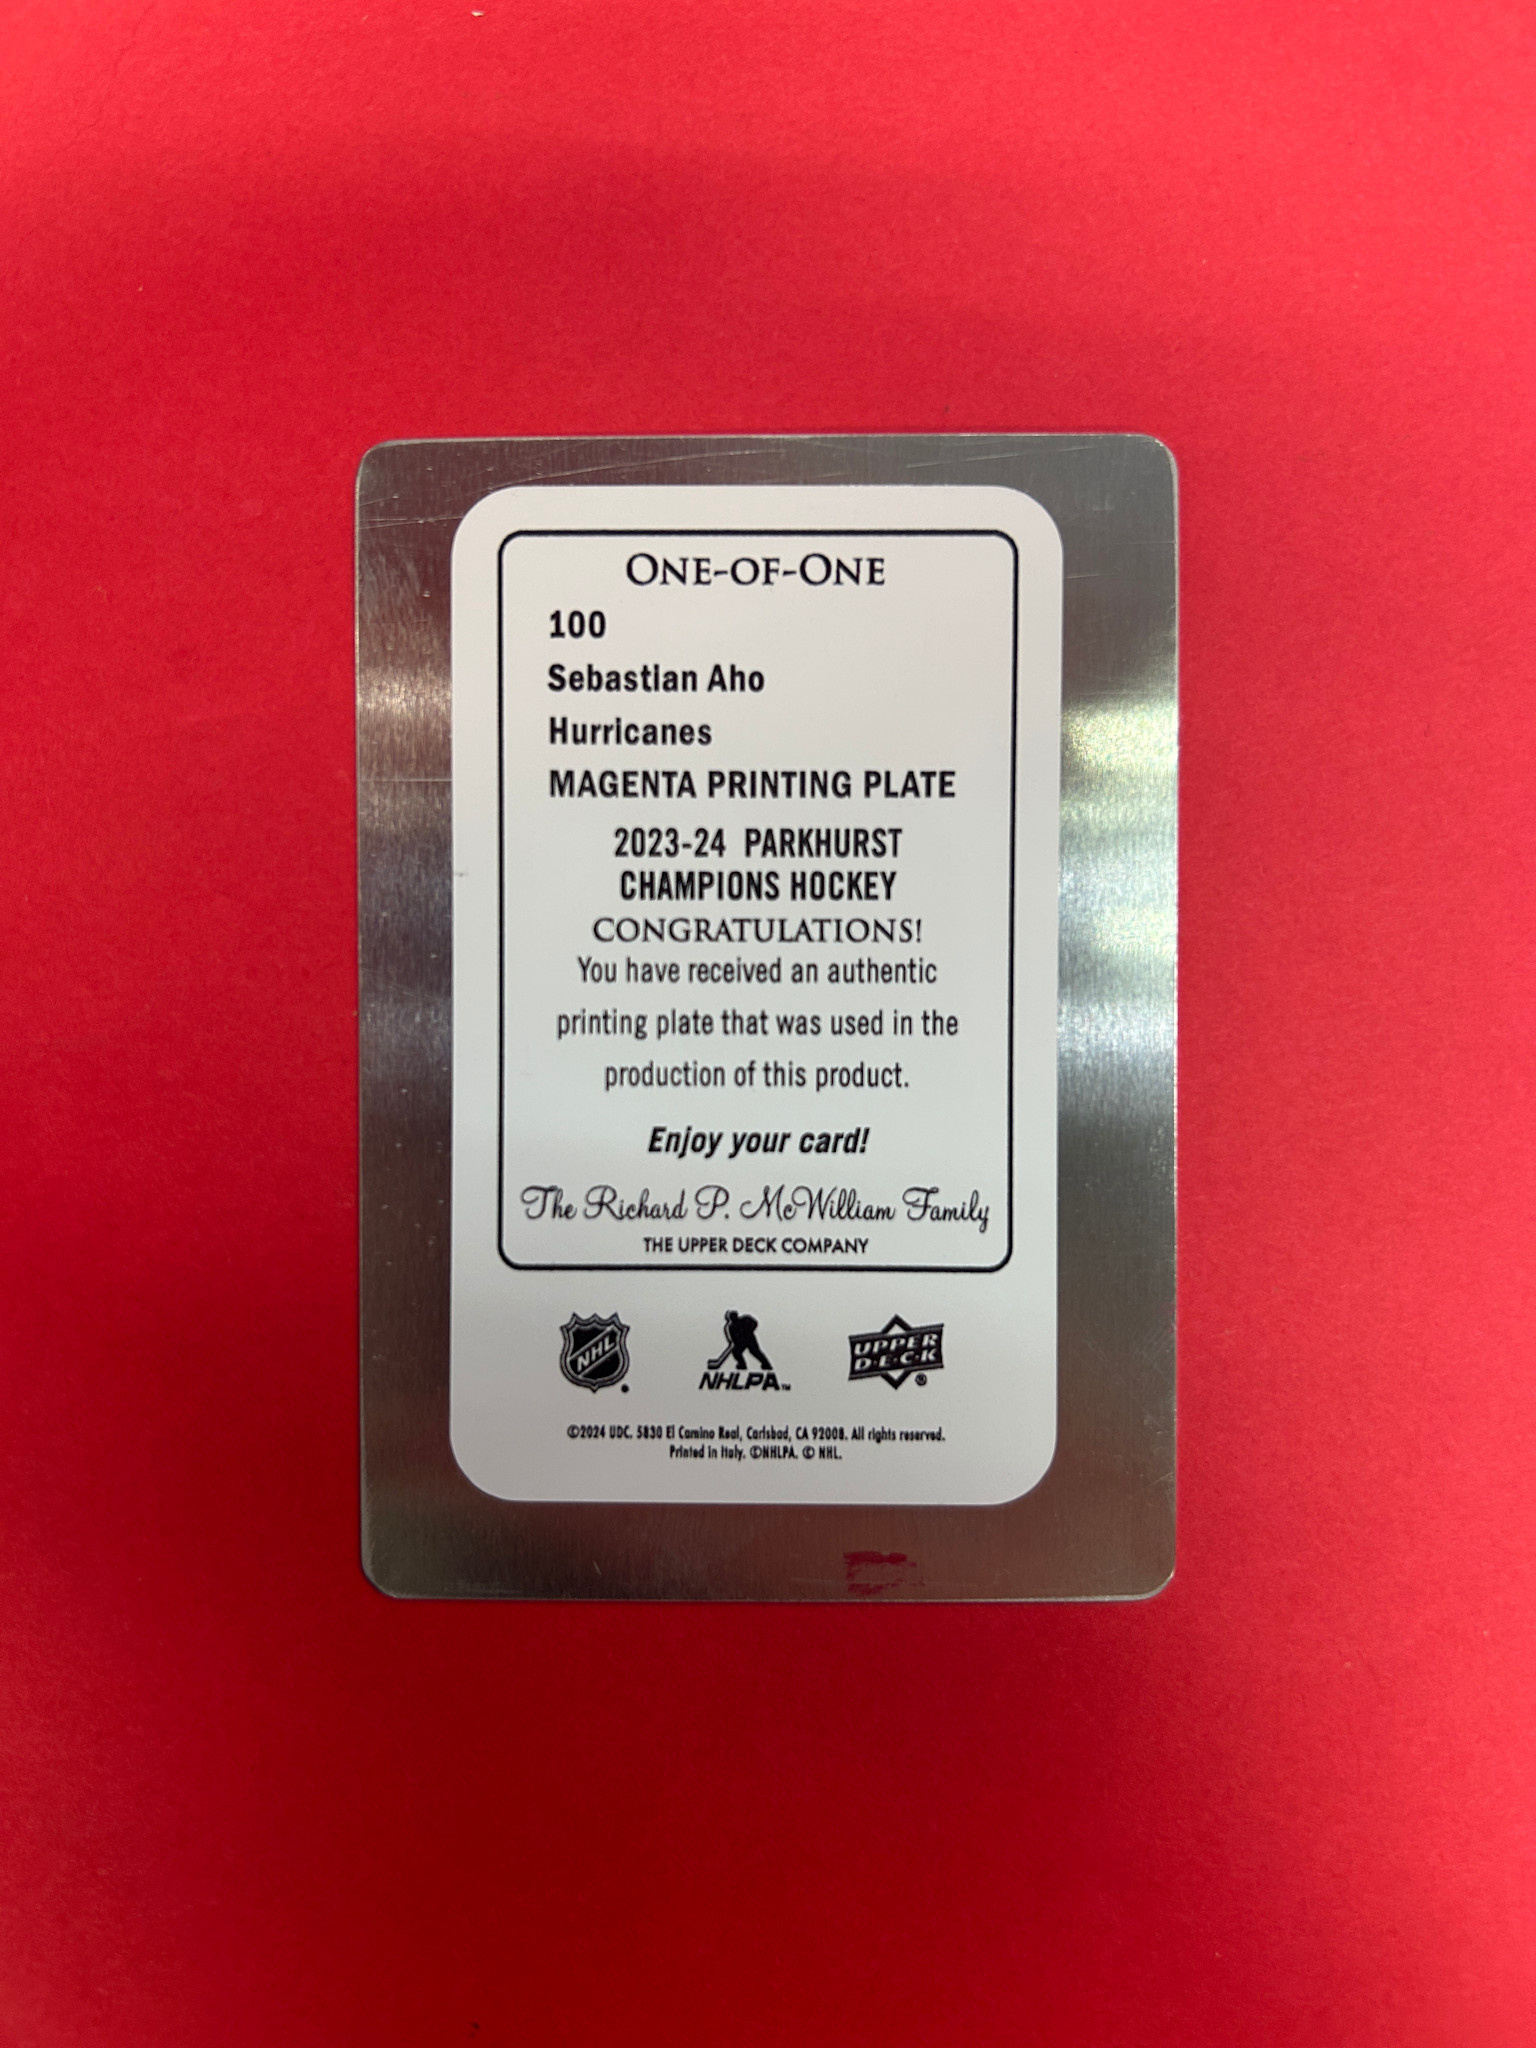 ONE-OF-ONE
100
Sebastian Aho
Hurricanes
MAGENTA PRINTING PLATE
2023-24 PARKHURST
CHAMPIONS HOCKEY
CONGRATULATIONS!
You have received an authentic
printing plate that was used in the
production of this product.
Enjoy your card!
The Richard P. McWilliam Family
THE UPPER DECK COMPANY
NHL
NHLPA™
UPPER
D·E·C·K®
©2024 UDC. 5830 El Camino Real, Carlsbad, CA 92008. All rights reserved.
Printed in Italy. ©NHLPA. © NHL.